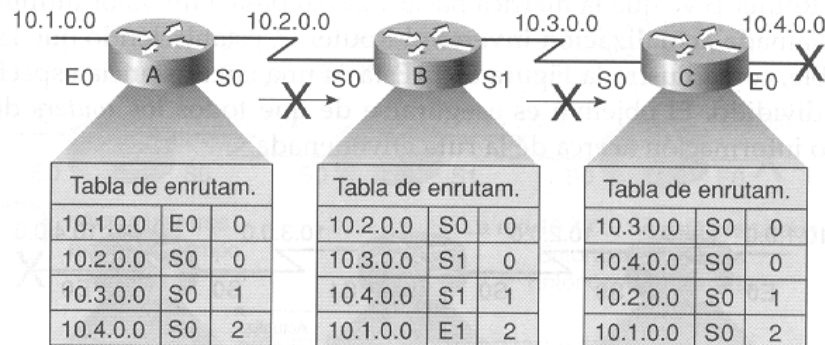 10.1.0.0 10.2.0.0 10.3.0.0 10.4.0.0
E0 A S0 S0 B S1 S0 C E0
X X X
Tabla de enrutam.
10.1.0.0 E0 0
10.2.0.0 S0 0
10.3.0.0 S0 1
10.4.0.0 S0 2
Tabla de enrutam.
10.2.0.0 S0 0
10.3.0.0 S1 0
10.4.0.0 S1 1
10.1.0.0 E1 2
Tabla de enrutam.
10.3.0.0 S0 0
10.4.0.0 S0 0
10.2.0.0 S0 1
10.1.0.0 S0 2